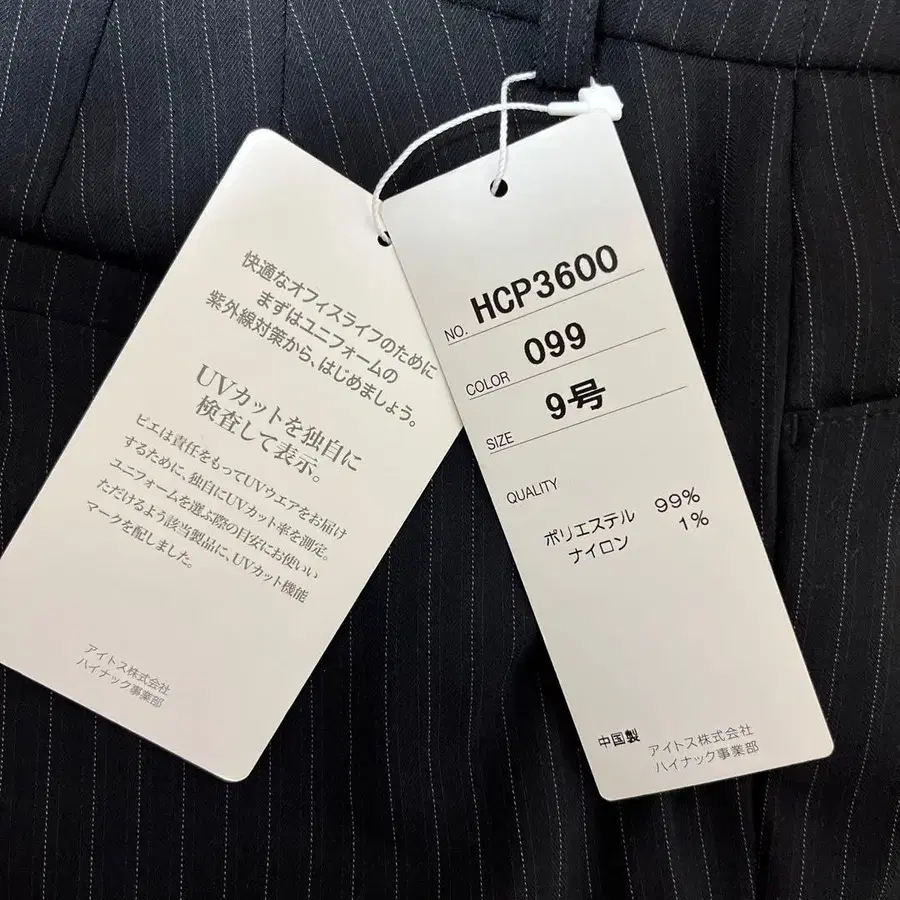 快適なオフィスライフのために
まずはユニフォームの
紫外線対策から、はじめましょう。
UVカットを独自に
検査して表示。
ピエは責任をもってUVウエアをお届け
するために、独自にUVカット率を測定。
ユニフォームを選ぶ際の目安にお使いい
ただけるよう該当製品に、UVカット機能
マークを配しました。
アイトス株式会社
ハイナック事業部
NO. HCP3600
COLOR 099
SIZE 9号
QUALITY
ポリエステル 99%
ナイロン 1%
中国製 アイトス株式会社
ハイナック事業部